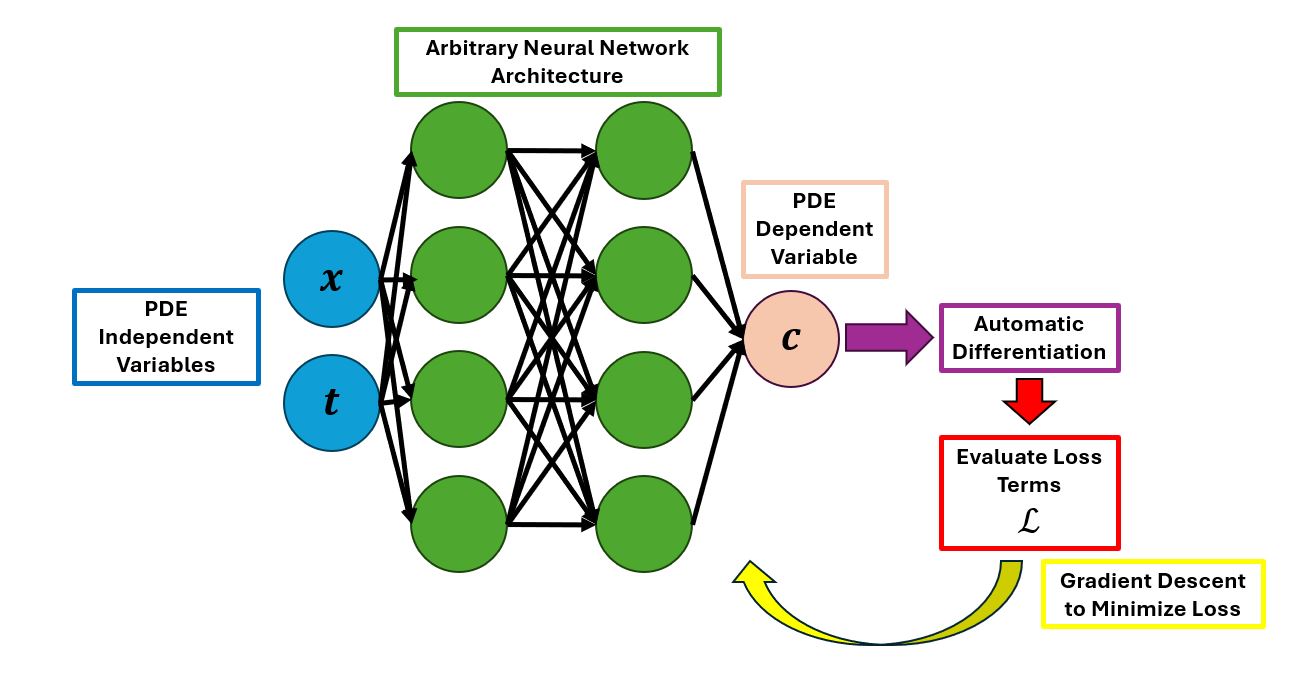 Arbitrary Neural Network
Architecture
PDE
Independent
Variables
x
t
PDE
Dependent
Variable
c
Automatic
Differentiation
Evaluate Loss
Terms
ℒ
Gradient Descent
to Minimize Loss